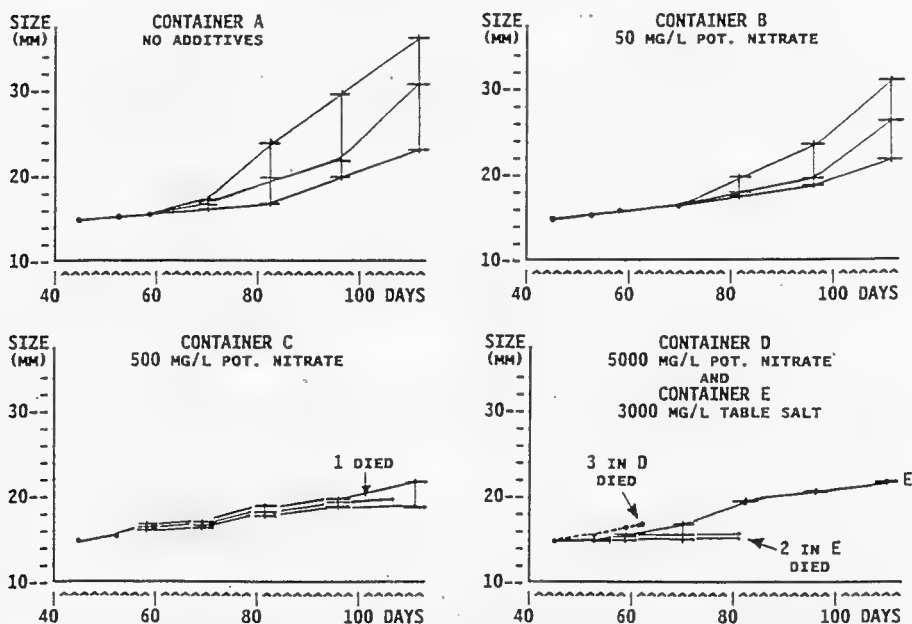 SIZE
(MM)
CONTAINER A
NO ADDITIVES
30--
20--
10--
40 60 80 100 DAYS
SIZE
(MM)
CONTAINER B
50 MG/L POT. NITRATE
30--
20--
10--
40 60 80 100 DAYS
SIZE
(MM)
CONTAINER C
500 MG/L POT. NITRATE
30--
20--
10--
1 DIED
40 60 80 100 DAYS
SIZE
(MM)
CONTAINER D
5000 MG/L POT. NITRATE
AND
CONTAINER E
3000 MG/L TABLE SALT
30--
20--
10--
3 IN D
DIED
E
2 IN E
DIED
40 60 80 100 DAYS